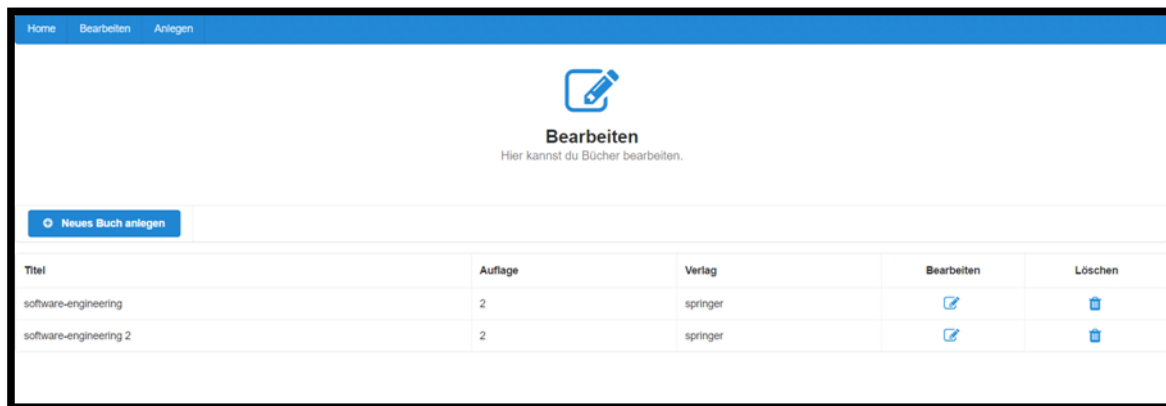 Home Bearbeiten Anlegen
Bearbeiten
Hier kannst du Bücher bearbeiten.
Neues Buch anlegen
Titel Auflage Verlag Bearbeiten Löschen
software-engineering 2 springer
software-engineering 2 2 springer